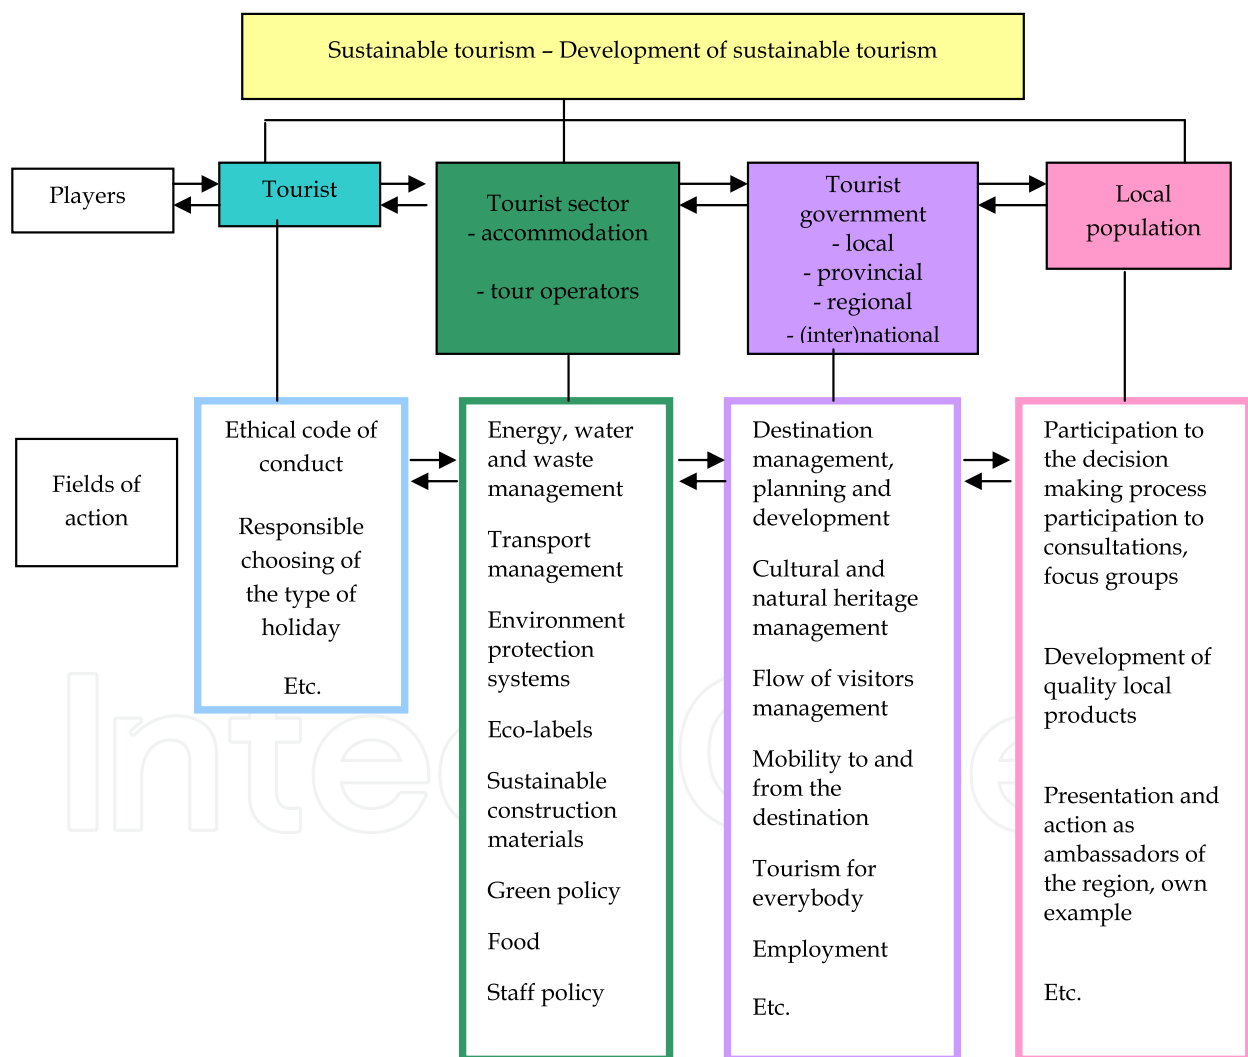 Sustainable tourism – Development of sustainable tourism
Players
Tourist
Tourist sector
- accommodation
- tour operators
Tourist
government
- local
- provincial
- regional
- (inter)national
Local
population
Fields of
action
Ethical code of
conduct
Responsible
choosing of
the type of
holiday
Etc.
Energy, water
and waste
management
Transport
management
Environment
protection
systems
Eco-labels
Sustainable
construction
materials
Green policy
Food
Staff policy
Destination
management,
planning and
development
Cultural and
natural heritage
management
Flow of visitors
management
Mobility to and
from the
destination
Tourism for
everybody
Employment
Etc.
Participation to
the decision
making process
participation to
consultations,
focus groups
Development of
quality local
products
Presentation and
action as
ambassadors of
the region, own
example
Etc.